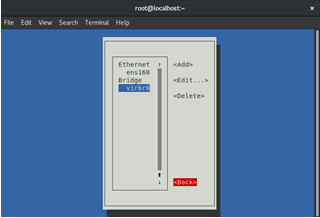 root@localhost:~
File Edit View Search Terminal Help
Ethernet ↑ <Add>
ens160
Bridge <Edit...>
virbr0
<Delete>
↓ <Back>